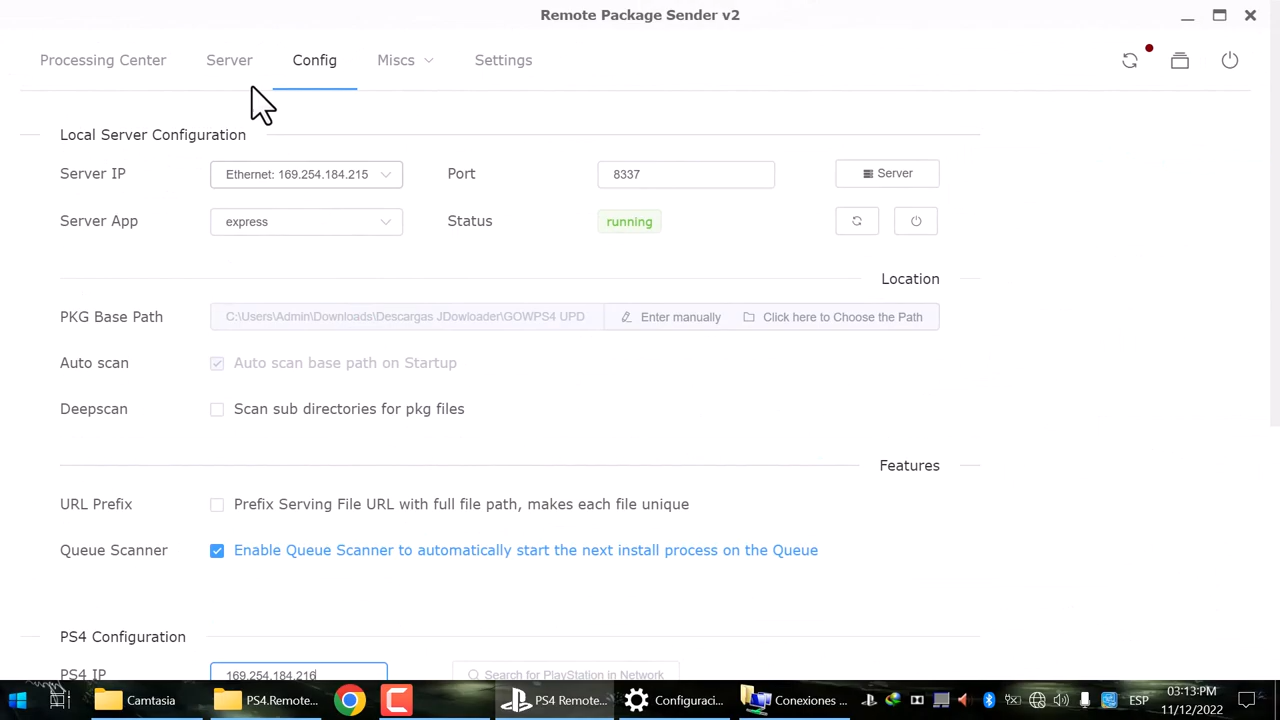 Remote Package Sender v2
Processing Center Server Config Miscs Settings
Local Server Configuration
Server IP Ethernet: 169.254.184.215 Port 8337 Server
Server App express Status running
Location
PKG Base Path C:\Users\Admin\Downloads\Descargas JDowloader\GOWPS4 UPD Enter manually Click here to Choose the Path
Auto scan Auto scan base path on Startup
Deepscan Scan sub directories for pkg files
Features
URL Prefix Prefix Serving File URL with full file path, makes each file unique
Queue Scanner Enable Queue Scanner to automatically start the next install process on the Queue
PS4 Configuration
PS4 IP 169.254.184.216 Search for PlayStation in Network
Camtasia PS4.Remote... PS4 Remote... Configuraci... Conexiones ... ESP 03:13:PM
11/12/2022